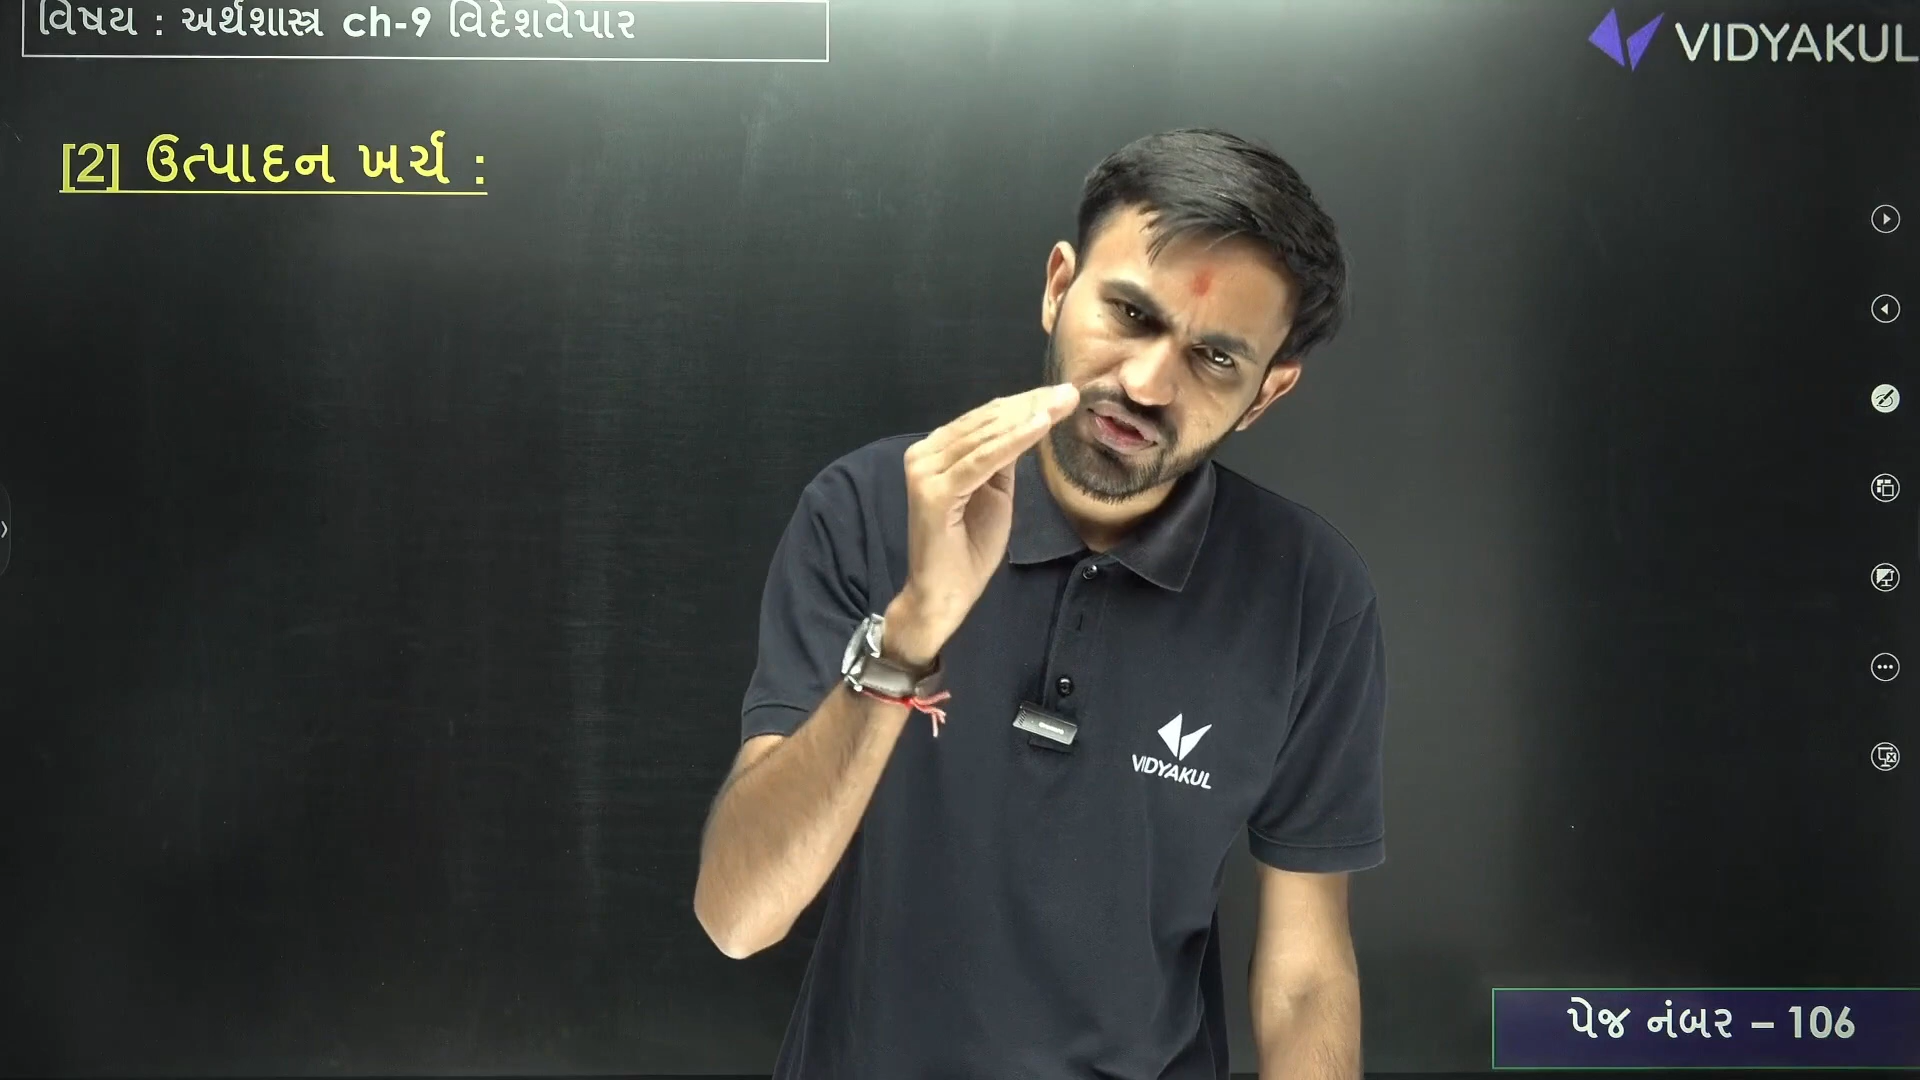 વિષય : અર્થશાસ્ત્ર ch-9 વિદેશવેપાર
VIDYAKUL
[2] ઉત્પાદન ખર્ચ :
VIDYAKUL
પેજ નંબર – 106